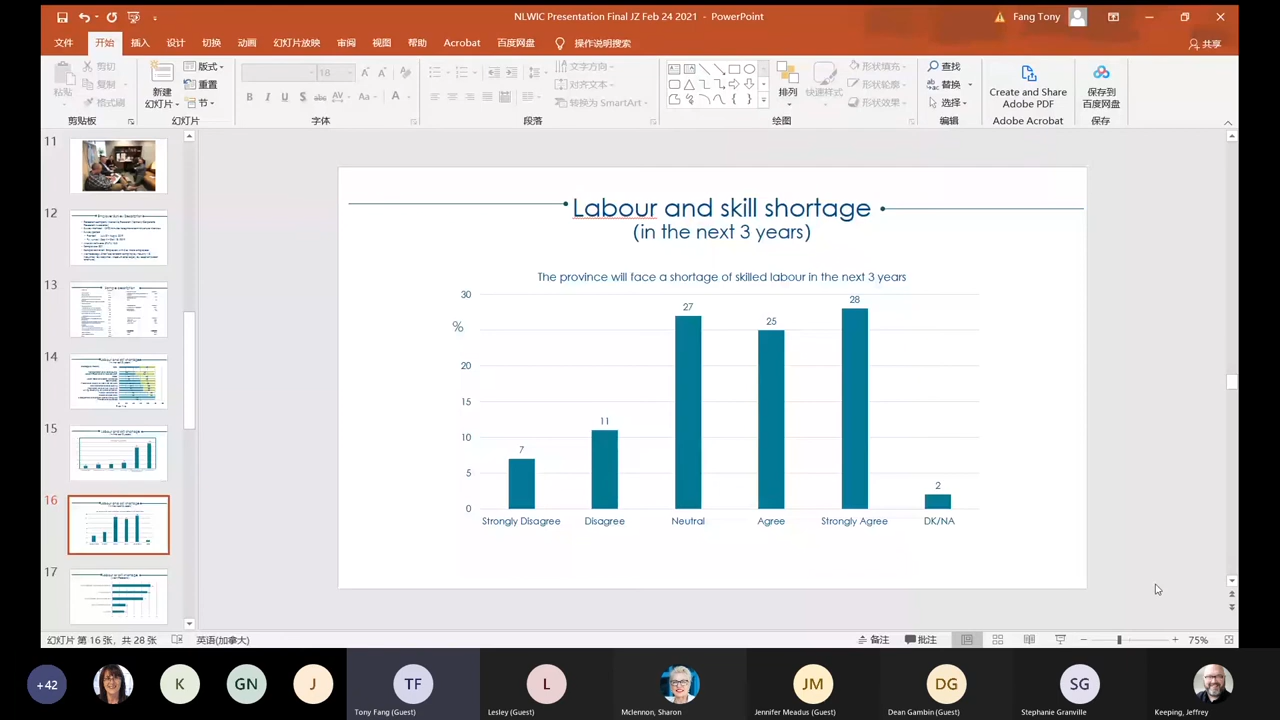 NLWIC Presentation Final JZ Feb 24 2021 - PowerPoint
Fang Tony
文件 开始 插入 设计 切换 动画 幻灯片放映 审阅 视图 帮助 Acrobat 百度网盘 操作说明搜索 共享
粘贴
剪切
复制
格式刷
剪贴板
新建
幻灯片
版式
重置
节
幻灯片
18
B I U S abc AV Aa A
字体
文字方向
对齐文本
转换为 SmartArt
段落
排列
快速样式
形状填充
形状轮廓
形状效果
绘图
查找
替换
选择
编辑
Create and Share
Adobe PDF
Adobe Acrobat
保存到
百度网盘
保存
11
12
13
14
15
16
17
Labour and skill shortage
(in the next 3 years)
The province will face a shortage of skilled labour in the next 3 years
%
30
20
15
10
5
0
7
11
27
25
28
2
Strongly Disagree Disagree Neutral Agree Strongly Agree DK/NA
幻灯片 第 16 张，共 28 张 英语(加拿大) 备注 批注 75%
+42
K
GN
J
TF
L
JM
DG
SG
Tony Fang (Guest)
Lesley (Guest)
Mclennon, Sharon
Jennifer Meadus (Guest)
Dean Gambin (Guest)
Stephanie Granville
Keeping, Jeffrey